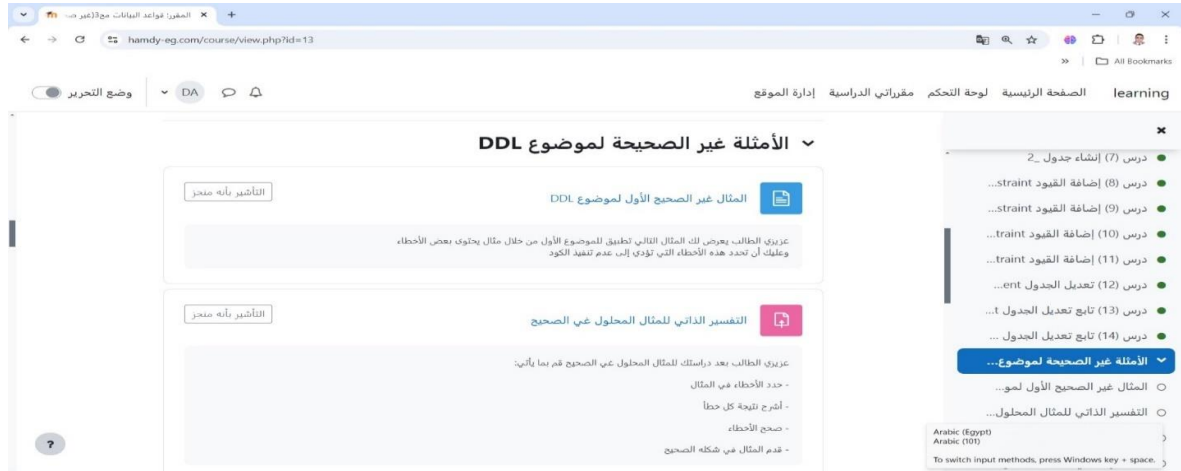 المقرر: قواعد البيانات مج3(غير ص
hamdy-eg.com/course/view.php?id=13
All Bookmarks
learning الصفحة الرئيسية لوحة التحكم مقرراتي الدراسية إدارة الموقع
DA وضع التحرير
الأمثلة غير الصحيحة لموضوع DDL
المثال غير الصحيح الأول لموضوع DDL
التأشير بأنه منجز
عزيزي الطالب يعرض لك المثال التالي تطبيق للموضوع الأول من خلال مثال يحتوى بعض الأخطاء
وعليك أن تحدد هذه الأخطاء التي تؤدي إلى عدم تنفيذ الكود
التفسير الذاتي للمثال المحلول غي الصحيح
التأشير بأنه منجز
عزيزي الطالب بعد دراستك للمثال المحلول غي الصحيح قم بما يأتي:
- حدد الأخطاء في المثال
- أشرح نتيجة كل خطأ
- صحح الأخطاء
- قدم المثال في شكله الصحيح
درس (7) إنشاء جدول _2
درس (8) إضافة القيود straint...
درس (9) إضافة القيود straint...
درس (10) إضافة القيود traint...
درس (11) إضافة القيود traint...
درس (12) تعديل الجدول ent...
درس (13) تابع تعديل الجدول t...
درس (14) تابع تعديل الجدول ...
الأمثلة غير الصحيحة لموضوع...
المثال غير الصحيح الأول لمو...
التفسير الذاتي للمثال المحلول...
Arabic (Egypt)
Arabic (101)
To switch input methods, press Windows key + space.
?